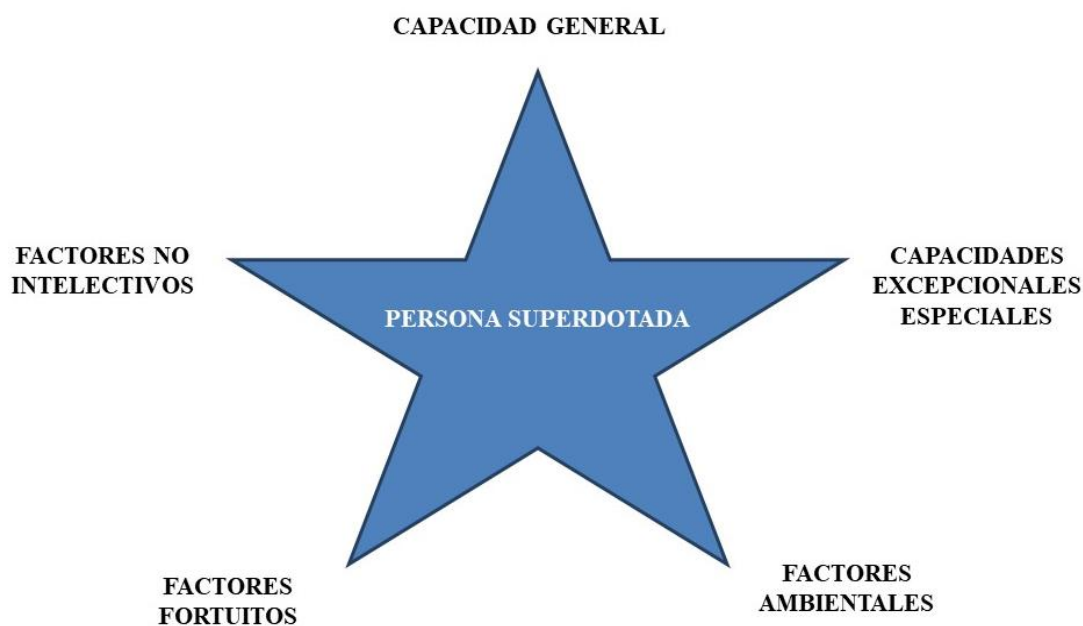 CAPACIDAD GENERAL
FACTORES NO
INTELECTIVOS
CAPACIDADES
EXCEPCIONALES
ESPECIALES
PERSONA SUPERDOTADA
FACTORES
FORTUITOS
FACTORES
AMBIENTALES